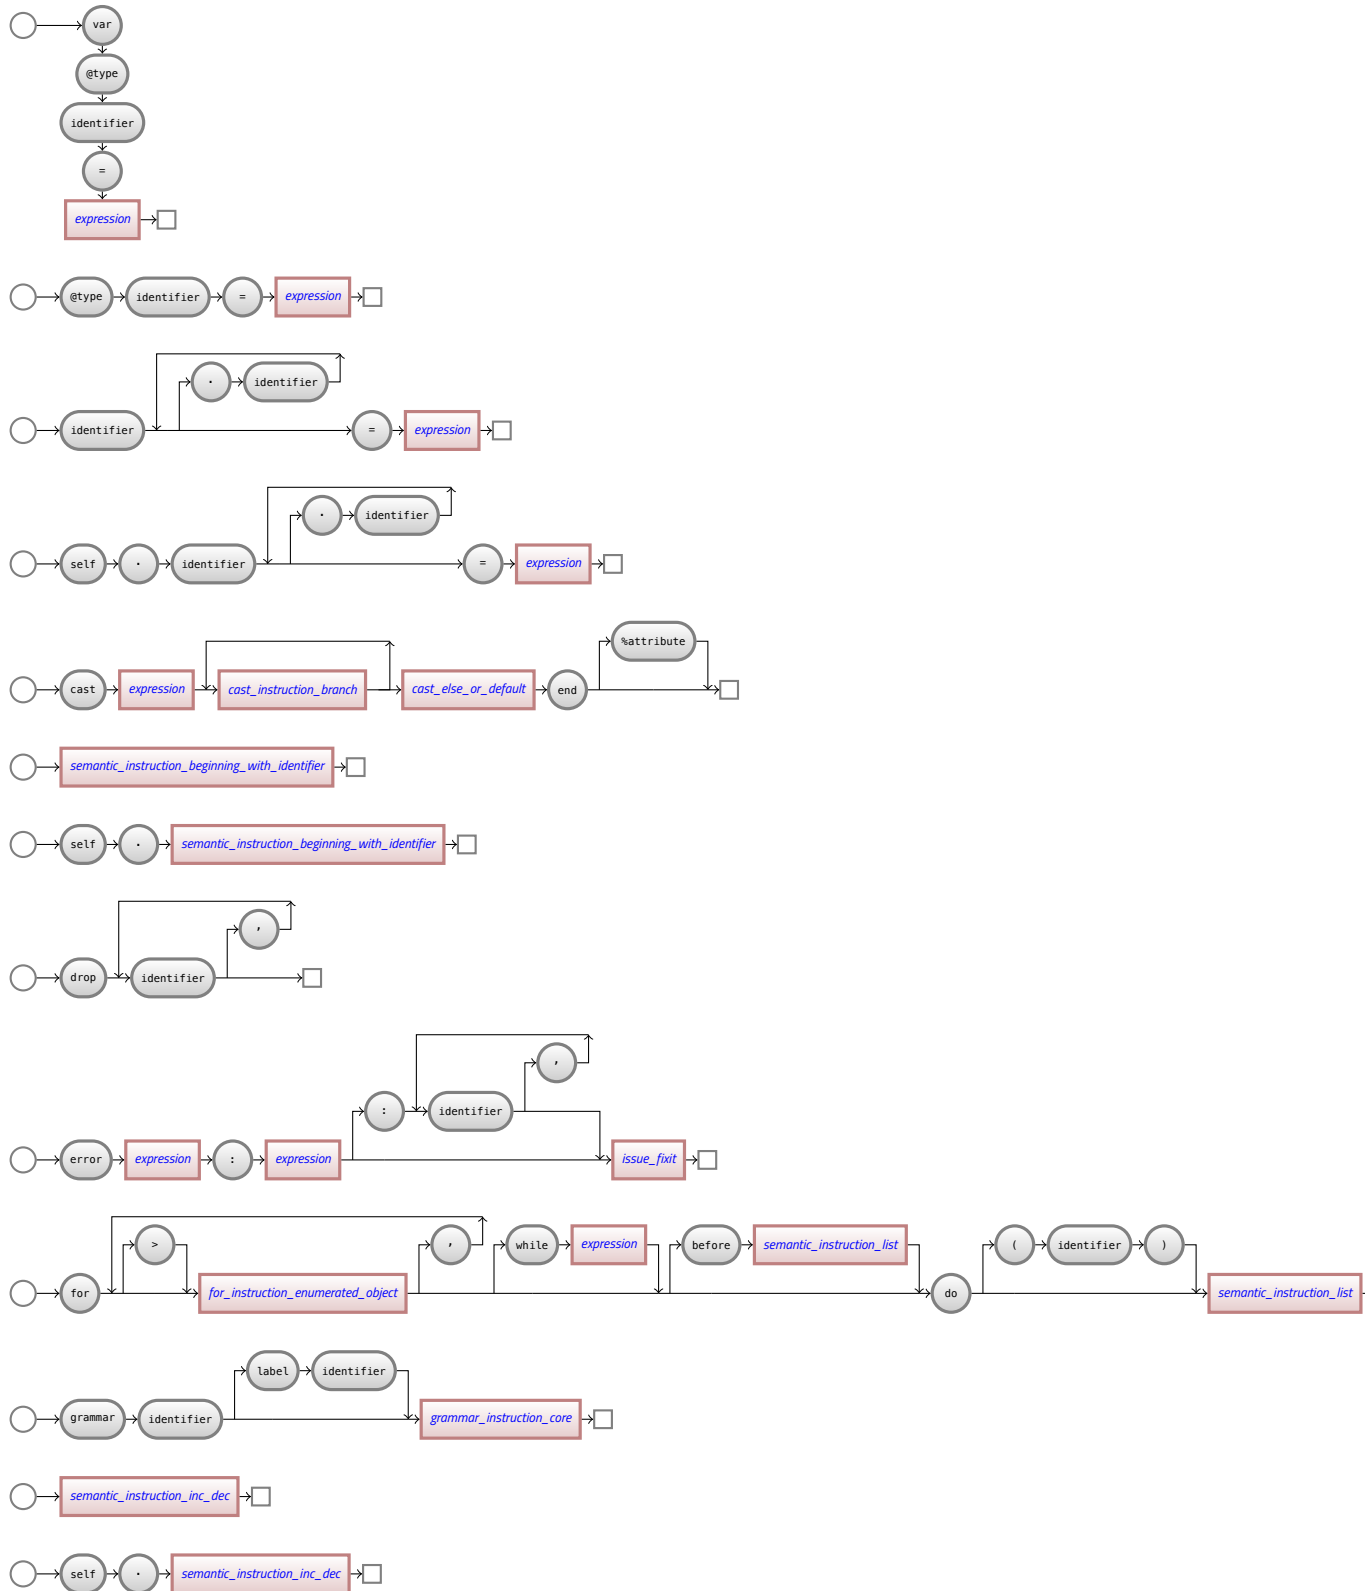 var
@type
identifier
=
expression
@type identifier = expression
. identifier
identifier = expression
. identifier
self . identifier = expression
%attribute
cast expression cast_instruction_branch cast_else_or_default end
semantic_instruction_beginning_with_identifier
self . semantic_instruction_beginning_with_identifier
,
drop identifier
,
: identifier
error expression : expression issue_fixit
> , while expression before semantic_instruction_list ( identifier )
for for_instruction_enumerated_object do semantic_instruction_list
label identifier
grammar identifier grammar_instruction_core
semantic_instruction_inc_dec
self . semantic_instruction_inc_dec